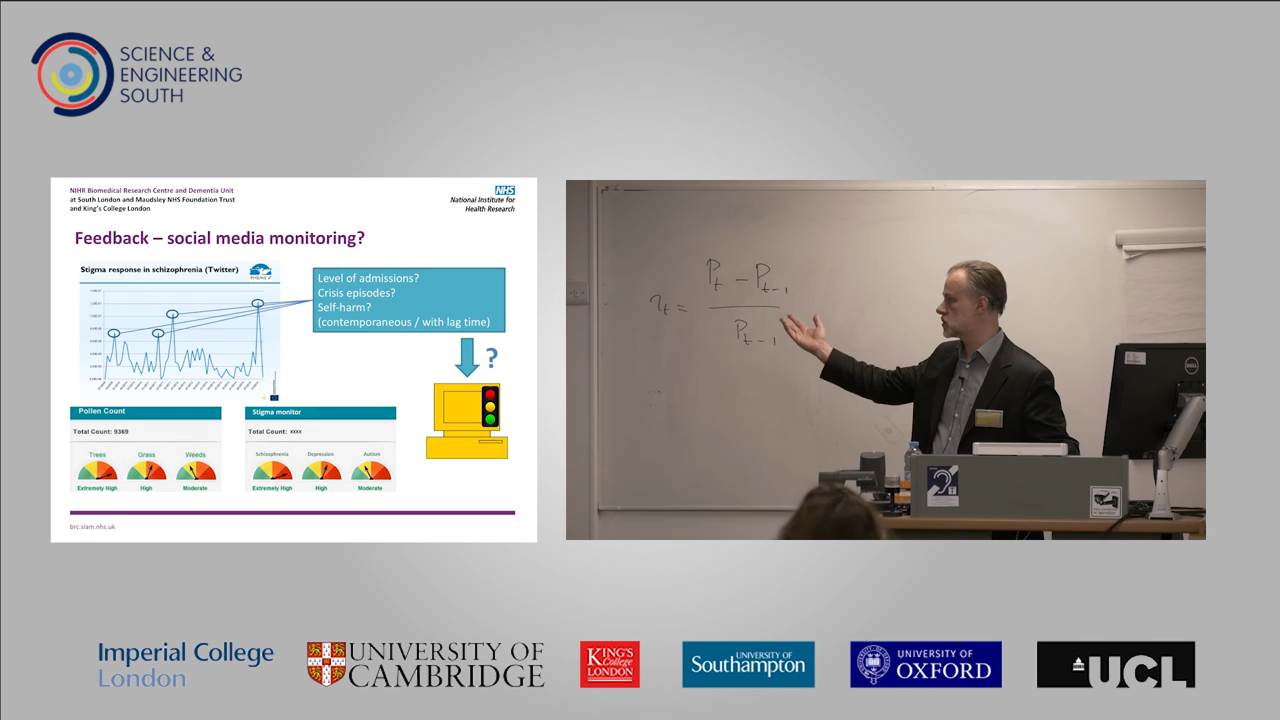 SCIENCE &
ENGINEERING
SOUTH
NIHR Biomedical Research Centre and Dementia Unit
at South London and Maudsley NHS Foundation Trust
and King's College London
NHS
National Institute for
Health Research
Feedback – social media monitoring?
Stigma response in schizophrenia (Twitter)
Level of admissions?
Crisis episodes?
Self-harm?
(contemporaneous / with lag time)
?
Pollen Count
Total Count: 9369
Trees Grass Weeds
Extremely High High Moderate
Stigma monitor
Total Count: xxxx
Schizophrenia Depression Autism
Extremely High High Moderate
brc.slam.nhs.uk
P_t - P_{t-1}
r_t =
P_{t-1}
DELL
T
Imperial College
London
UNIVERSITY OF
CAMBRIDGE
KING'S
College
LONDON
UNIVERSITY OF
Southampton
UNIVERSITY OF
OXFORD
UCL